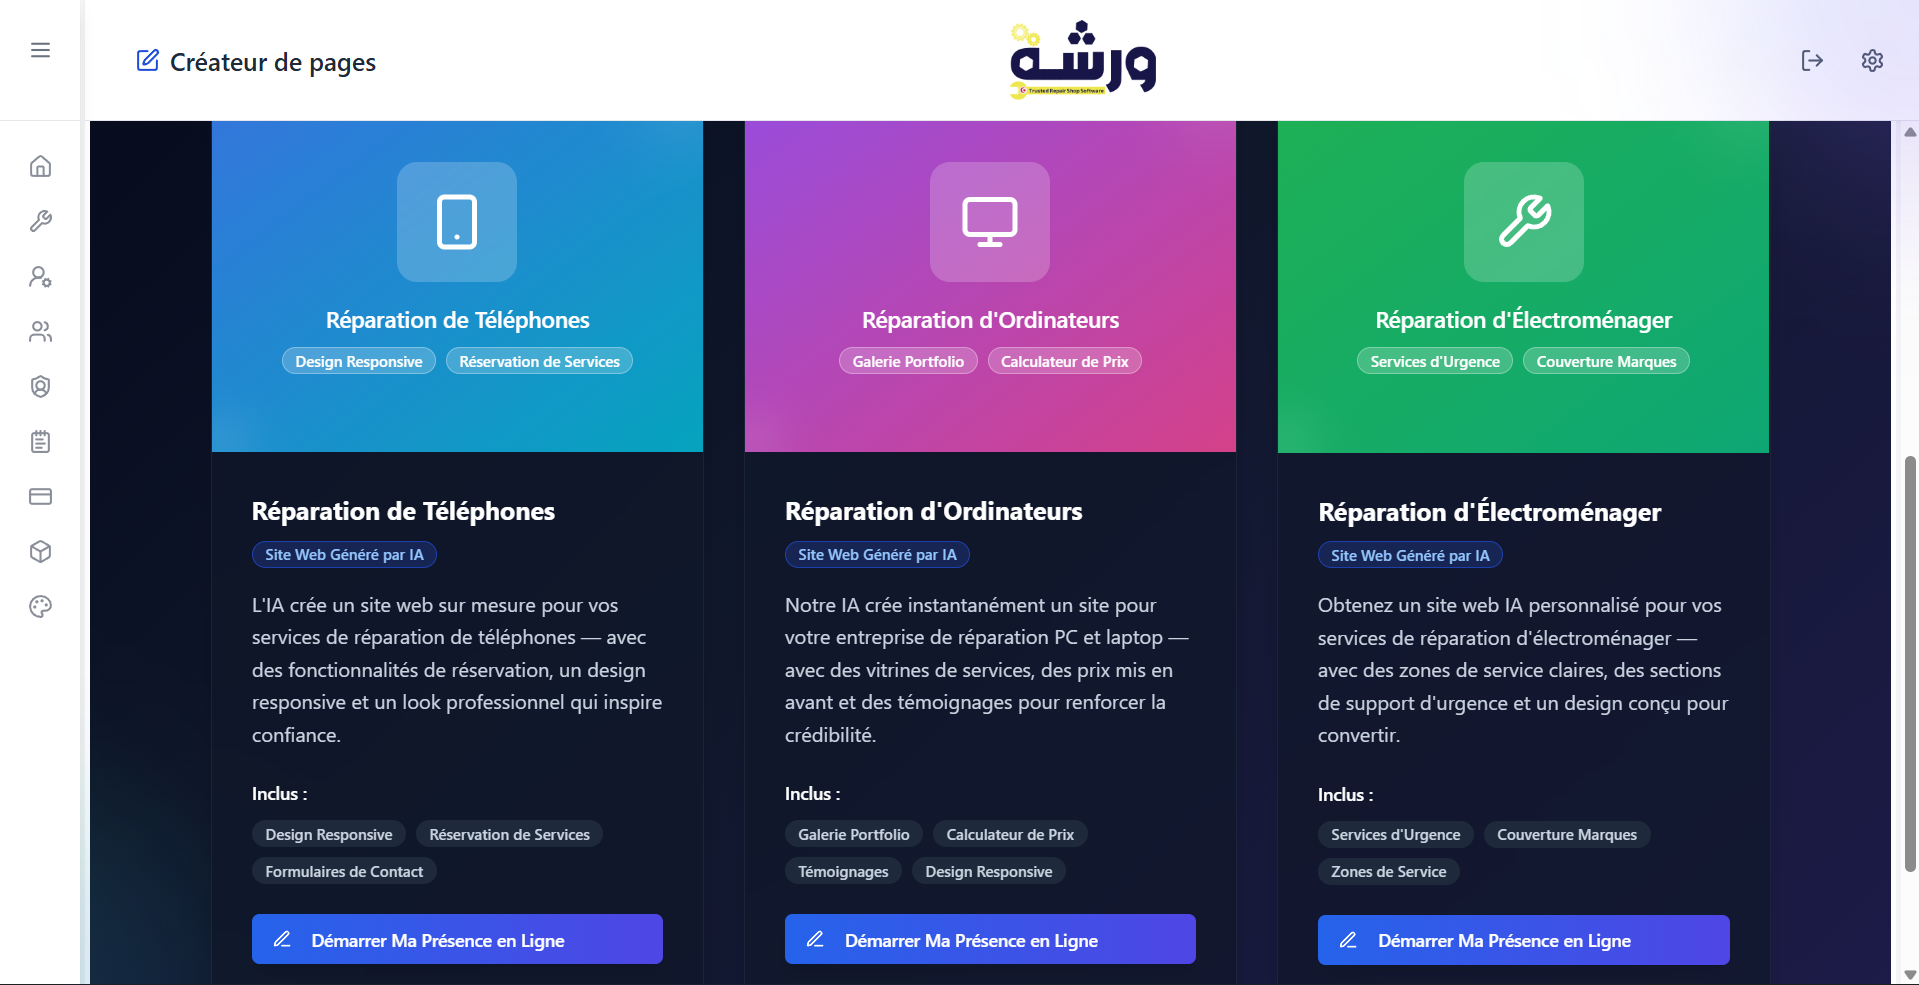 Créateur de pages
ورشه
Trusted Repair Shop Software
Réparation de Téléphones
Design Responsive
Réservation de Services
Réparation d'Ordinateurs
Galerie Portfolio
Calculateur de Prix
Réparation d'Électroménager
Services d'Urgence
Couverture Marques
Réparation de Téléphones
Site Web Généré par IA
L'IA crée un site web sur mesure pour vos
services de réparation de téléphones — avec
des fonctionnalités de réservation, un design
responsive et un look professionnel qui inspire
confiance.
Inclus :
Design Responsive
Réservation de Services
Formulaires de Contact
Démarrer Ma Présence en Ligne
Réparation d'Ordinateurs
Site Web Généré par IA
Notre IA crée instantanément un site pour
votre entreprise de réparation PC et laptop —
avec des vitrines de services, des prix mis en
avant et des témoignages pour renforcer la
crédibilité.
Inclus :
Galerie Portfolio
Calculateur de Prix
Témoignages
Design Responsive
Démarrer Ma Présence en Ligne
Réparation d'Électroménager
Site Web Généré par IA
Obtenez un site web IA personnalisé pour vos
services de réparation d'électroménager —
avec des zones de service claires, des sections
de support d'urgence et un design conçu pour
convertir.
Inclus :
Services d'Urgence
Couverture Marques
Zones de Service
Démarrer Ma Présence en Ligne